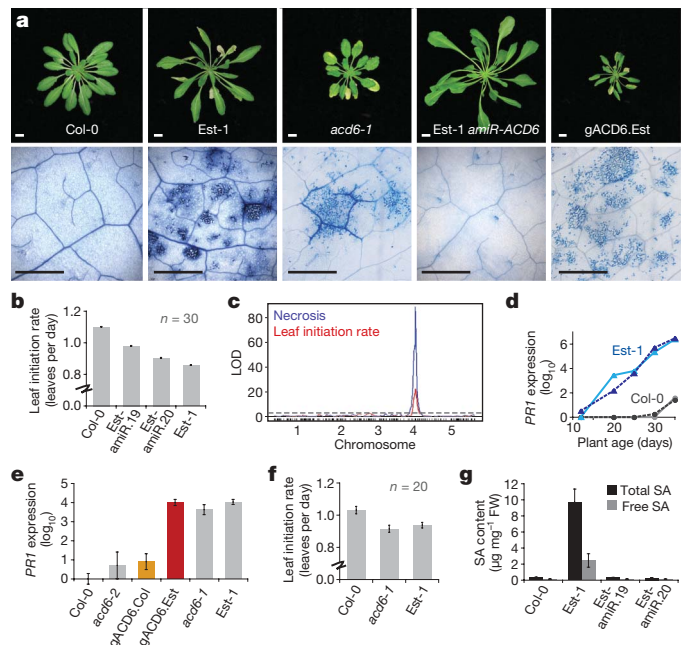 a
Col-0
Est-1
acd6-1
Est-1 amiR-ACD6
gACD6.Est
b
Leaf initiation rate
(leaves per day)
n = 30
1.2
1.0
0.8
0
Col-0
Est-
amiR.19
Est-
amiR.20
Est-1
c
Necrosis
Leaf initiation rate
LOD
80
60
40
20
0
1
2
3
4
5
Chromosome
d
PR1 expression
(log10)
6
4
2
0
Est-1
Col-0
10
20
30
Plant age (days)
e
PR1 expression
(log10)
5
4
3
2
1
0
Col-0
acd6-2
gACD6.Col
gACD6.Est
acd6-1
Est-1
f
Leaf initiation rate
(leaves per day)
n = 20
1.2
1.0
0.8
0
Col-0
acd6-1
Est-1
g
SA content
(μg mg−1 FW)
12
10
8
6
4
2
0
Total SA
Free SA
Col-0
Est-1
Est-
amiR.19
Est-
amiR.20